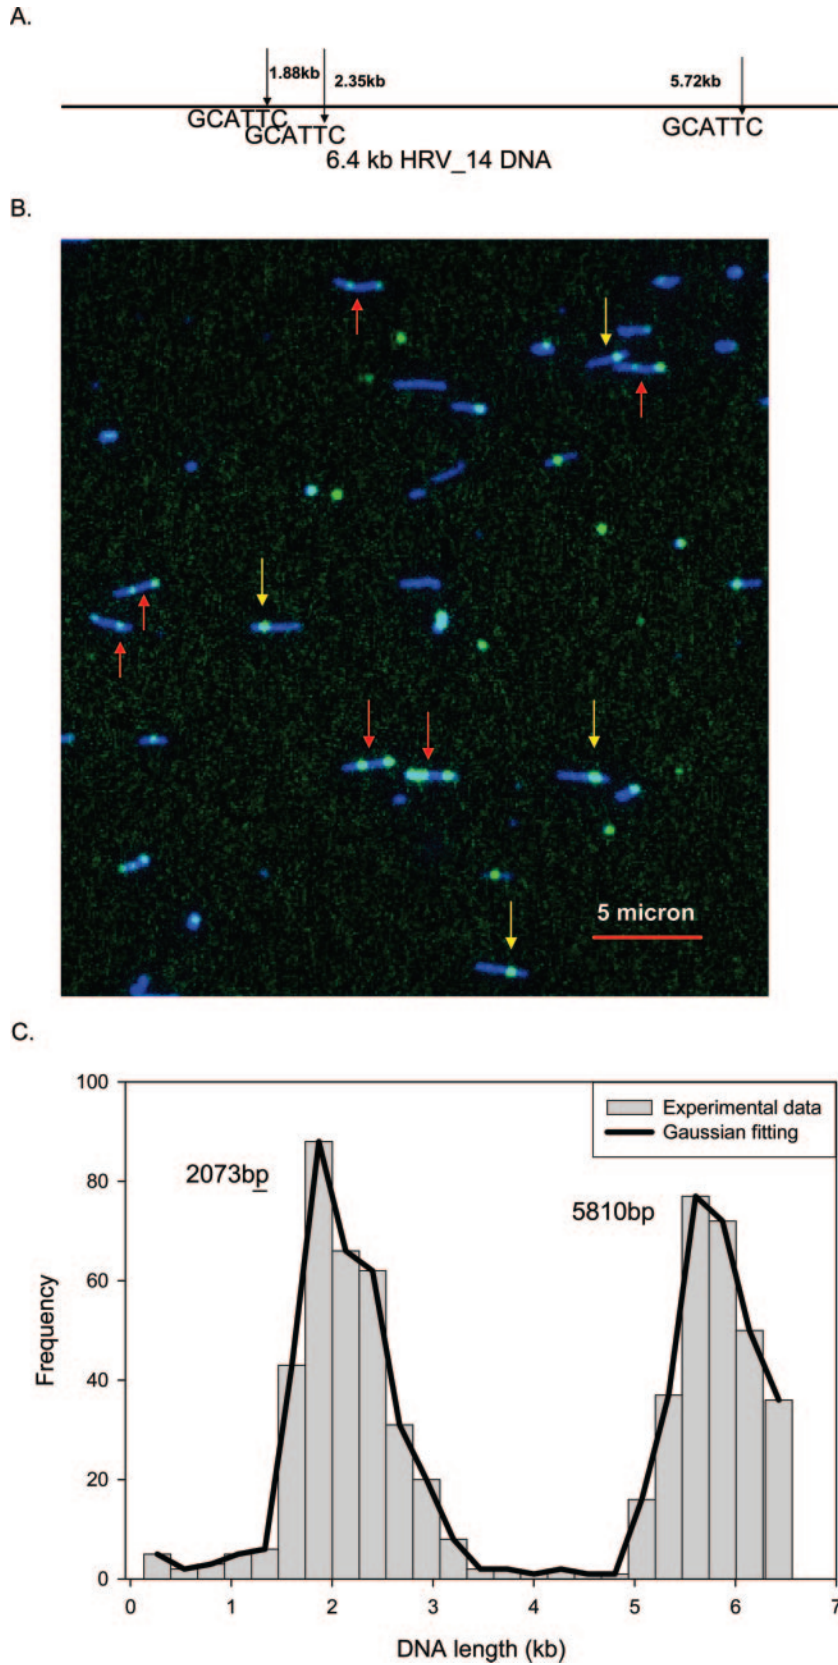 A.
1.88kb
2.35kb
5.72kb
GCATTC
GCATTC
GCATTC
6.4 kb HRV_14 DNA
B.
5 micron
C.
100
80
60
40
20
0
Frequency
2073bp
5810bp
Experimental data
Gaussian fitting
0 1 2 3 4 5 6 7
DNA length (kb)